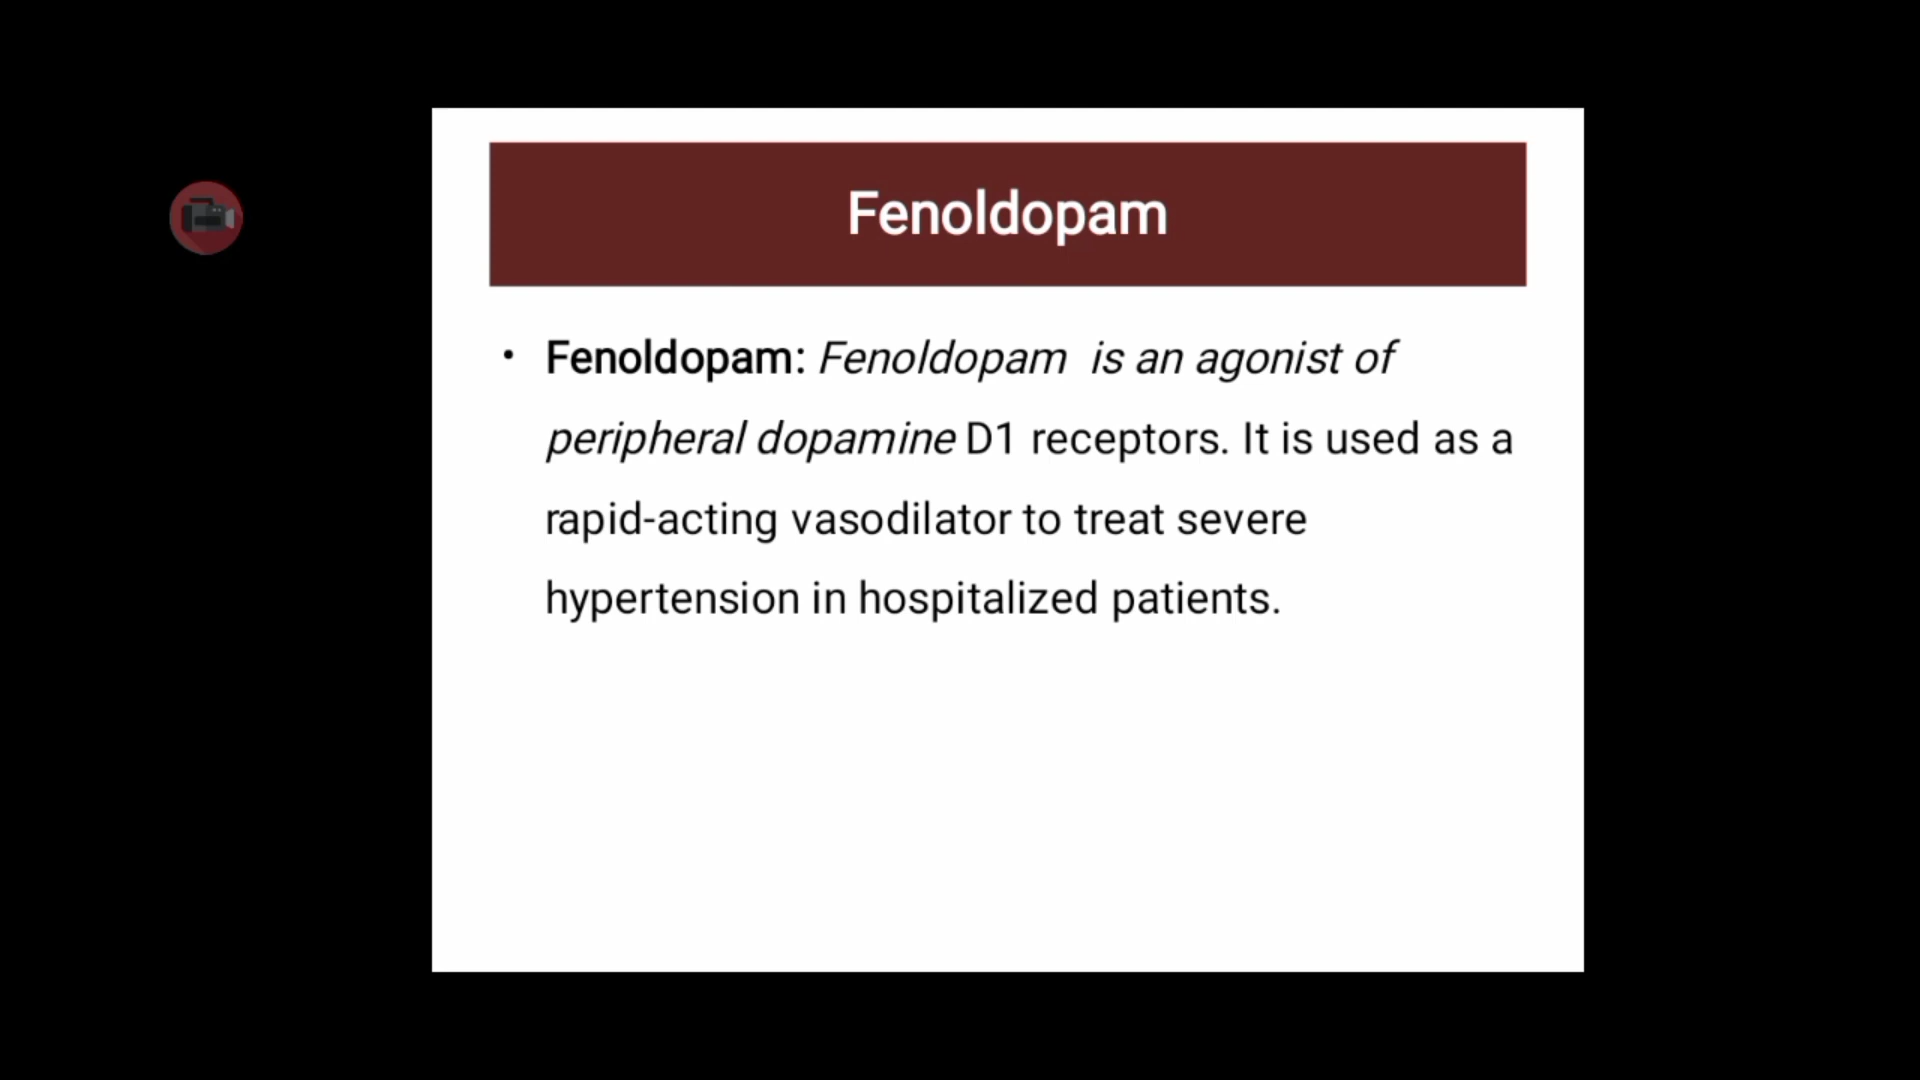 Fenoldopam
• Fenoldopam: Fenoldopam is an agonist of
peripheral dopamine D1 receptors. It is used as a
rapid-acting vasodilator to treat severe
hypertension in hospitalized patients.